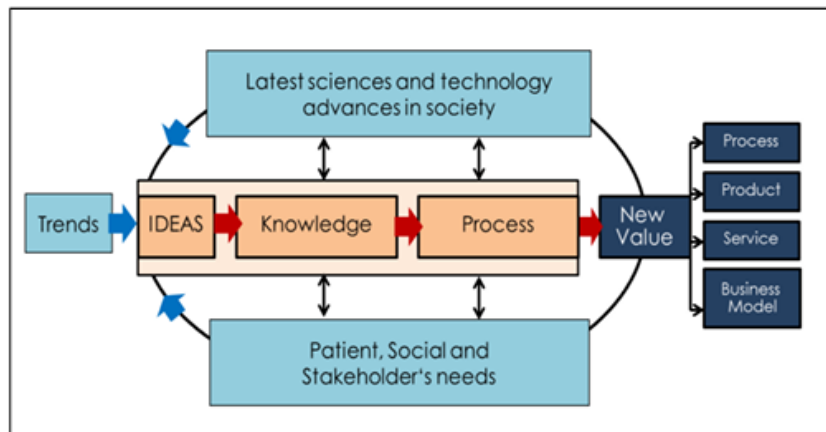 Latest sciences and technology
advances in society
Trends
IDEAS
Knowledge
Process
New
Value
Process
Product
Service
Business
Model
Patient, Social and
Stakeholder's needs